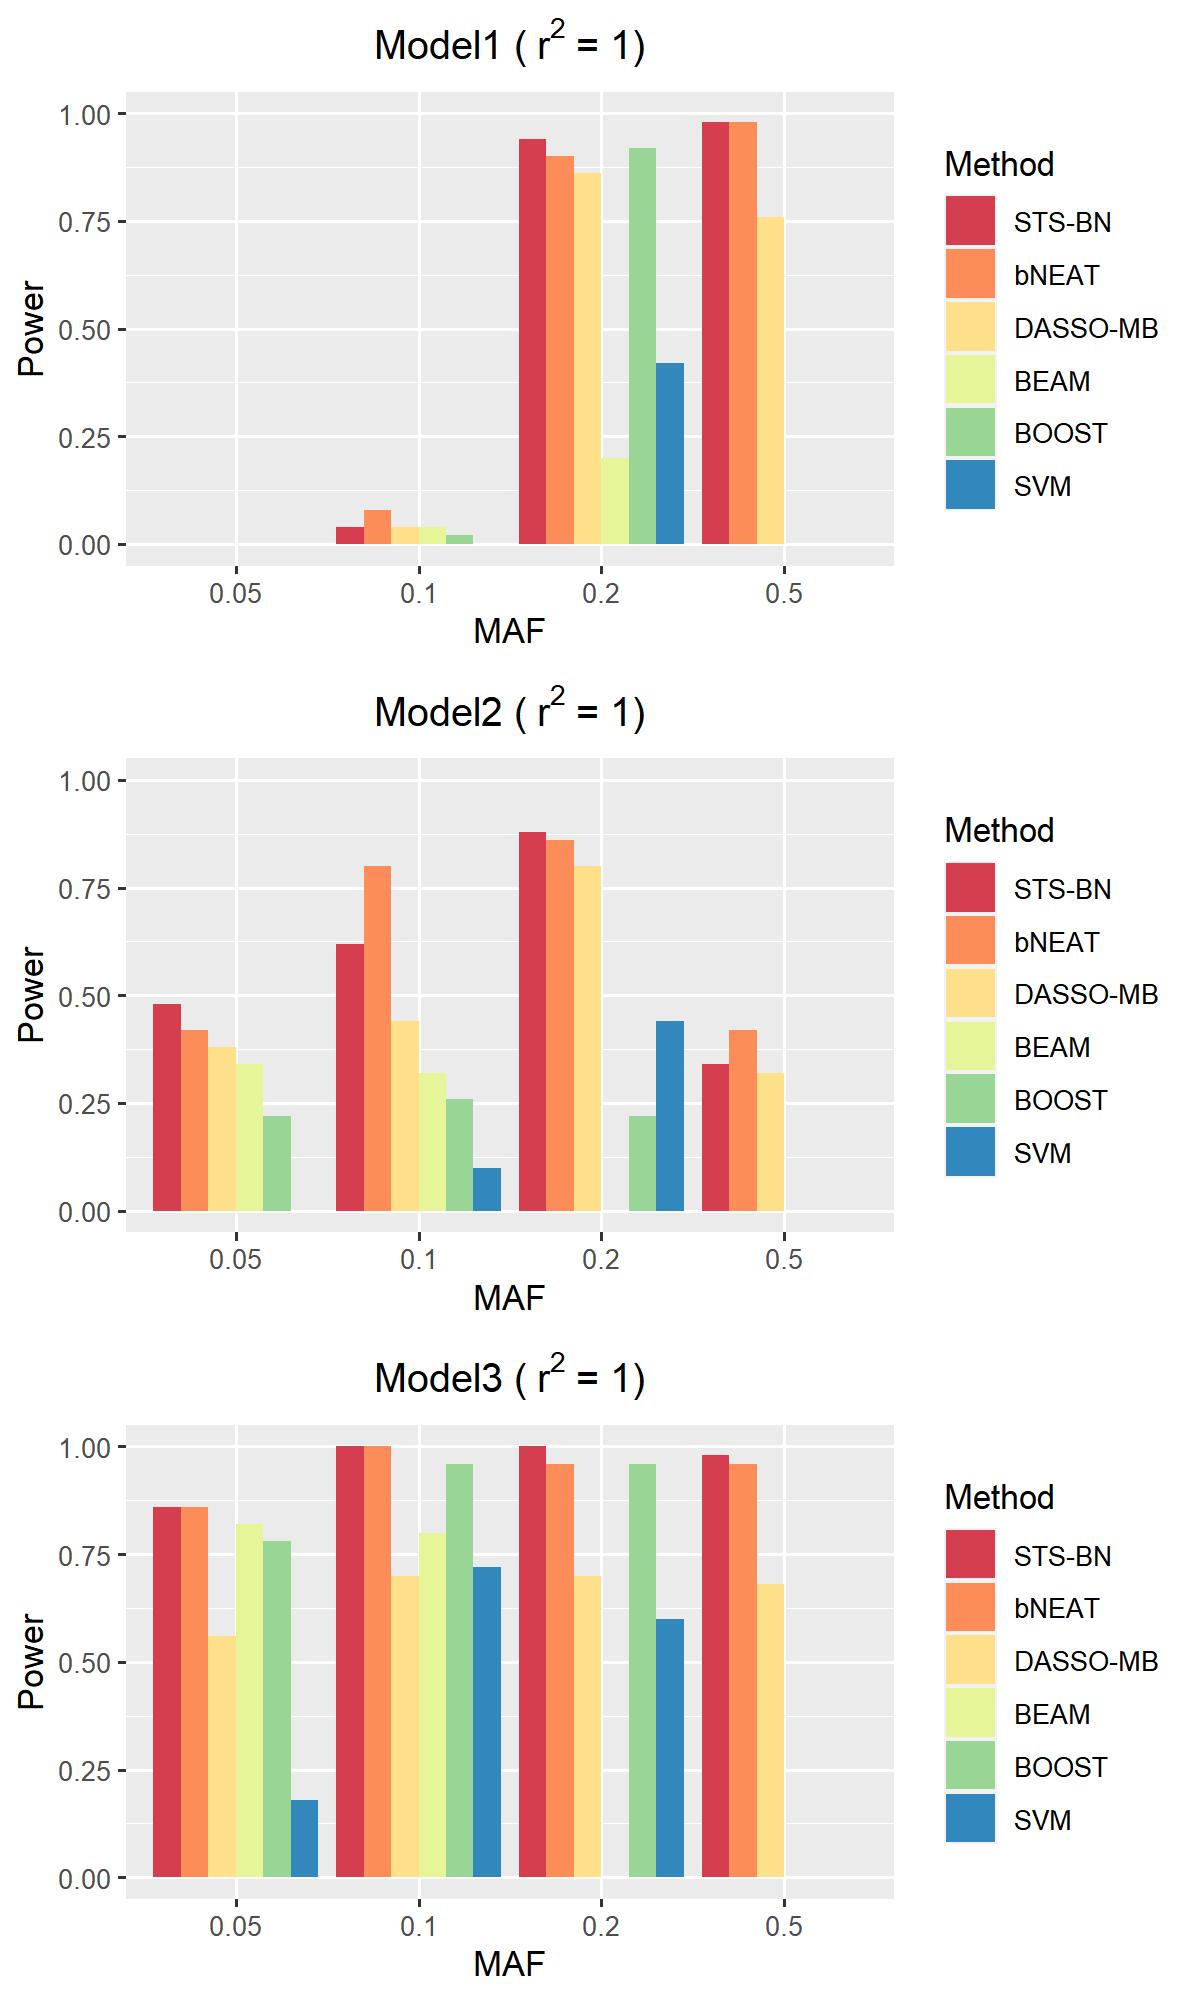 Model1 ( r² = 1)
1.00
0.75
0.50
0.25
0.00
Power
0.05 0.1 0.2 0.5
MAF
Method
STS-BN
bNEAT
DASSO-MB
BEAM
BOOST
SVM
Model2 ( r² = 1)
1.00
0.75
0.50
0.25
0.00
Power
0.05 0.1 0.2 0.5
MAF
Method
STS-BN
bNEAT
DASSO-MB
BEAM
BOOST
SVM
Model3 ( r² = 1)
1.00
0.75
0.50
0.25
0.00
Power
0.05 0.1 0.2 0.5
MAF
Method
STS-BN
bNEAT
DASSO-MB
BEAM
BOOST
SVM